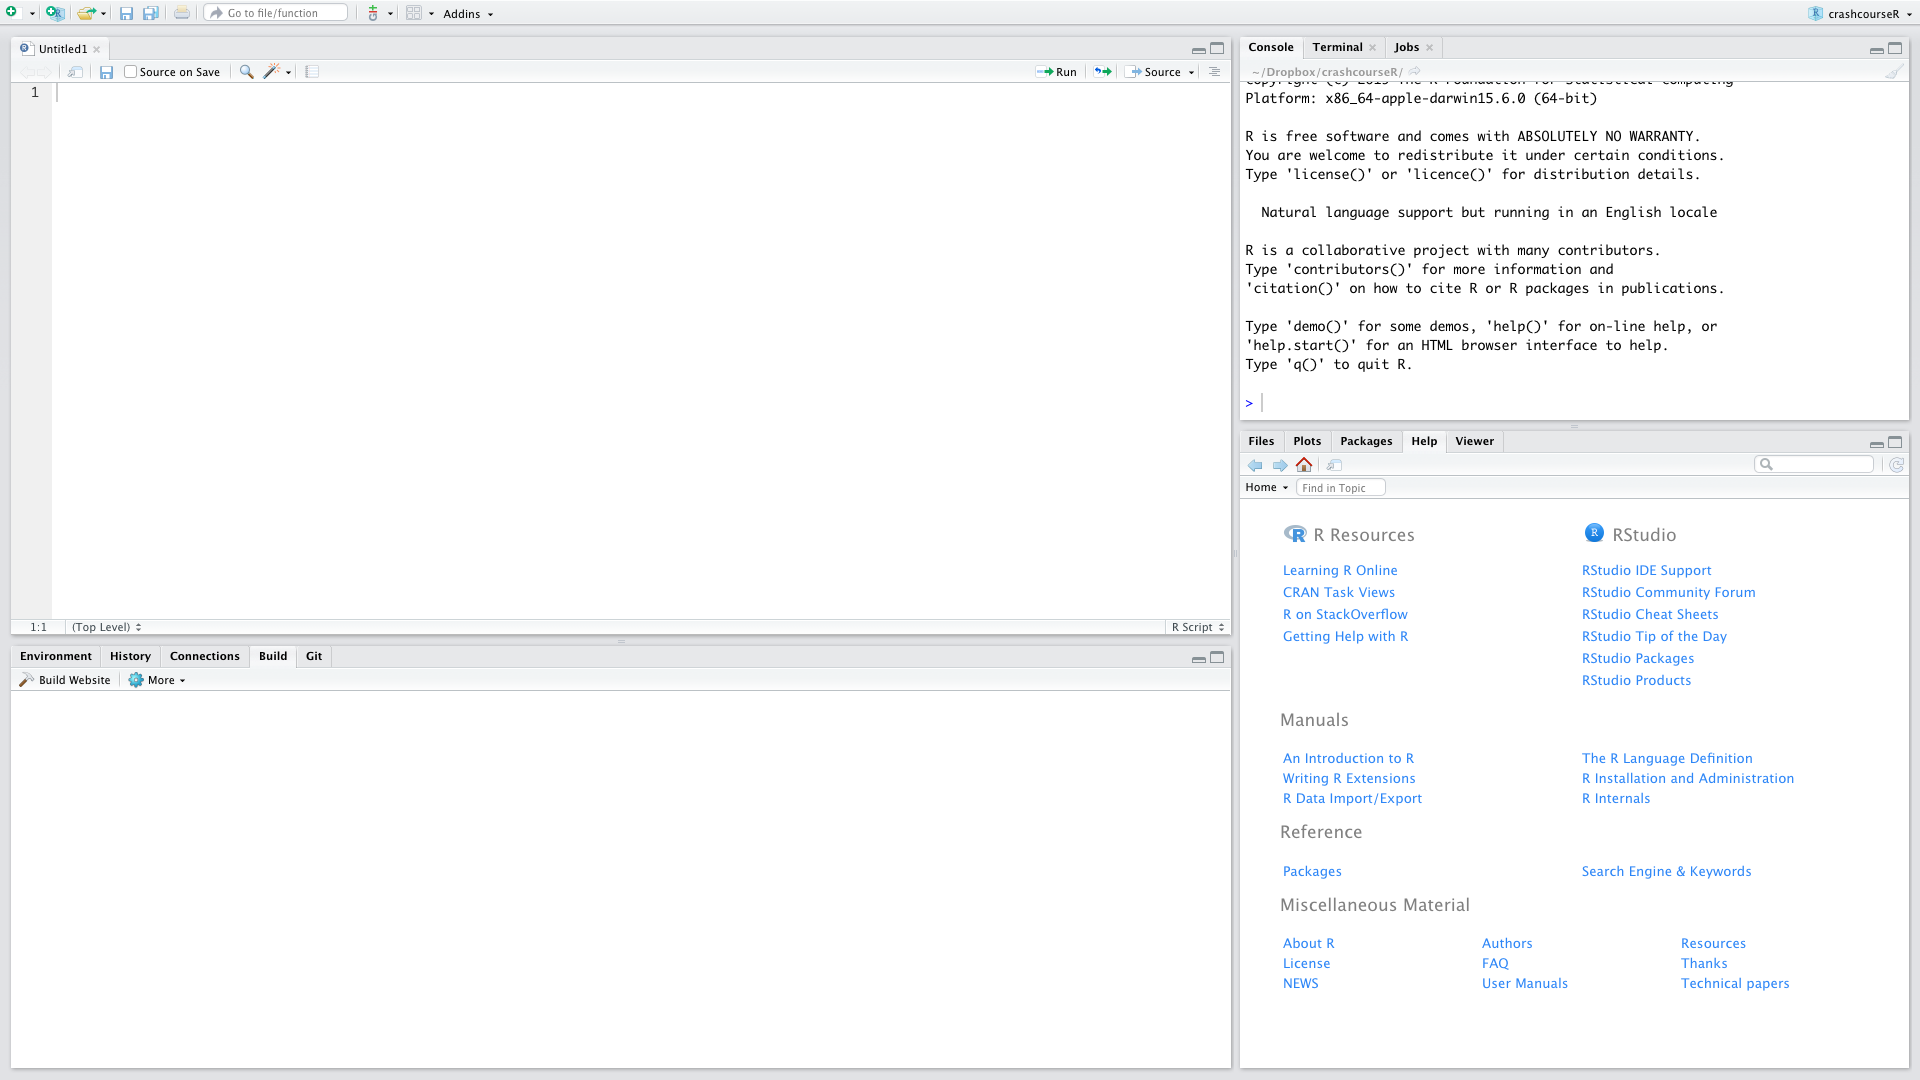 Go to file/function
Addins
crashcourseR
Untitled1
Source on Save
Run
Source
1
1:1
(Top Level)
R Script
Environment
History
Connections
Build
Git
Build Website
More
Console
Terminal
Jobs
~/Dropbox/crashcourseR/
Platform: x86_64-apple-darwin15.6.0 (64-bit)
R is free software and comes with ABSOLUTELY NO WARRANTY.
You are welcome to redistribute it under certain conditions.
Type 'license()' or 'licence()' for distribution details.
Natural language support but running in an English locale
R is a collaborative project with many contributors.
Type 'contributors()' for more information and
'citation()' on how to cite R or R packages in publications.
Type 'demo()' for some demos, 'help()' for on-line help, or
'help.start()' for an HTML browser interface to help.
Type 'q()' to quit R.
>
Files
Plots
Packages
Help
Viewer
Home
Find in Topic
R Resources
Learning R Online
CRAN Task Views
R on StackOverflow
Getting Help with R
RStudio
RStudio IDE Support
RStudio Community Forum
RStudio Cheat Sheets
RStudio Tip of the Day
RStudio Packages
RStudio Products
Manuals
An Introduction to R
Writing R Extensions
R Data Import/Export
The R Language Definition
R Installation and Administration
R Internals
Reference
Packages
Search Engine & Keywords
Miscellaneous Material
About R
License
NEWS
Authors
FAQ
User Manuals
Resources
Thanks
Technical papers